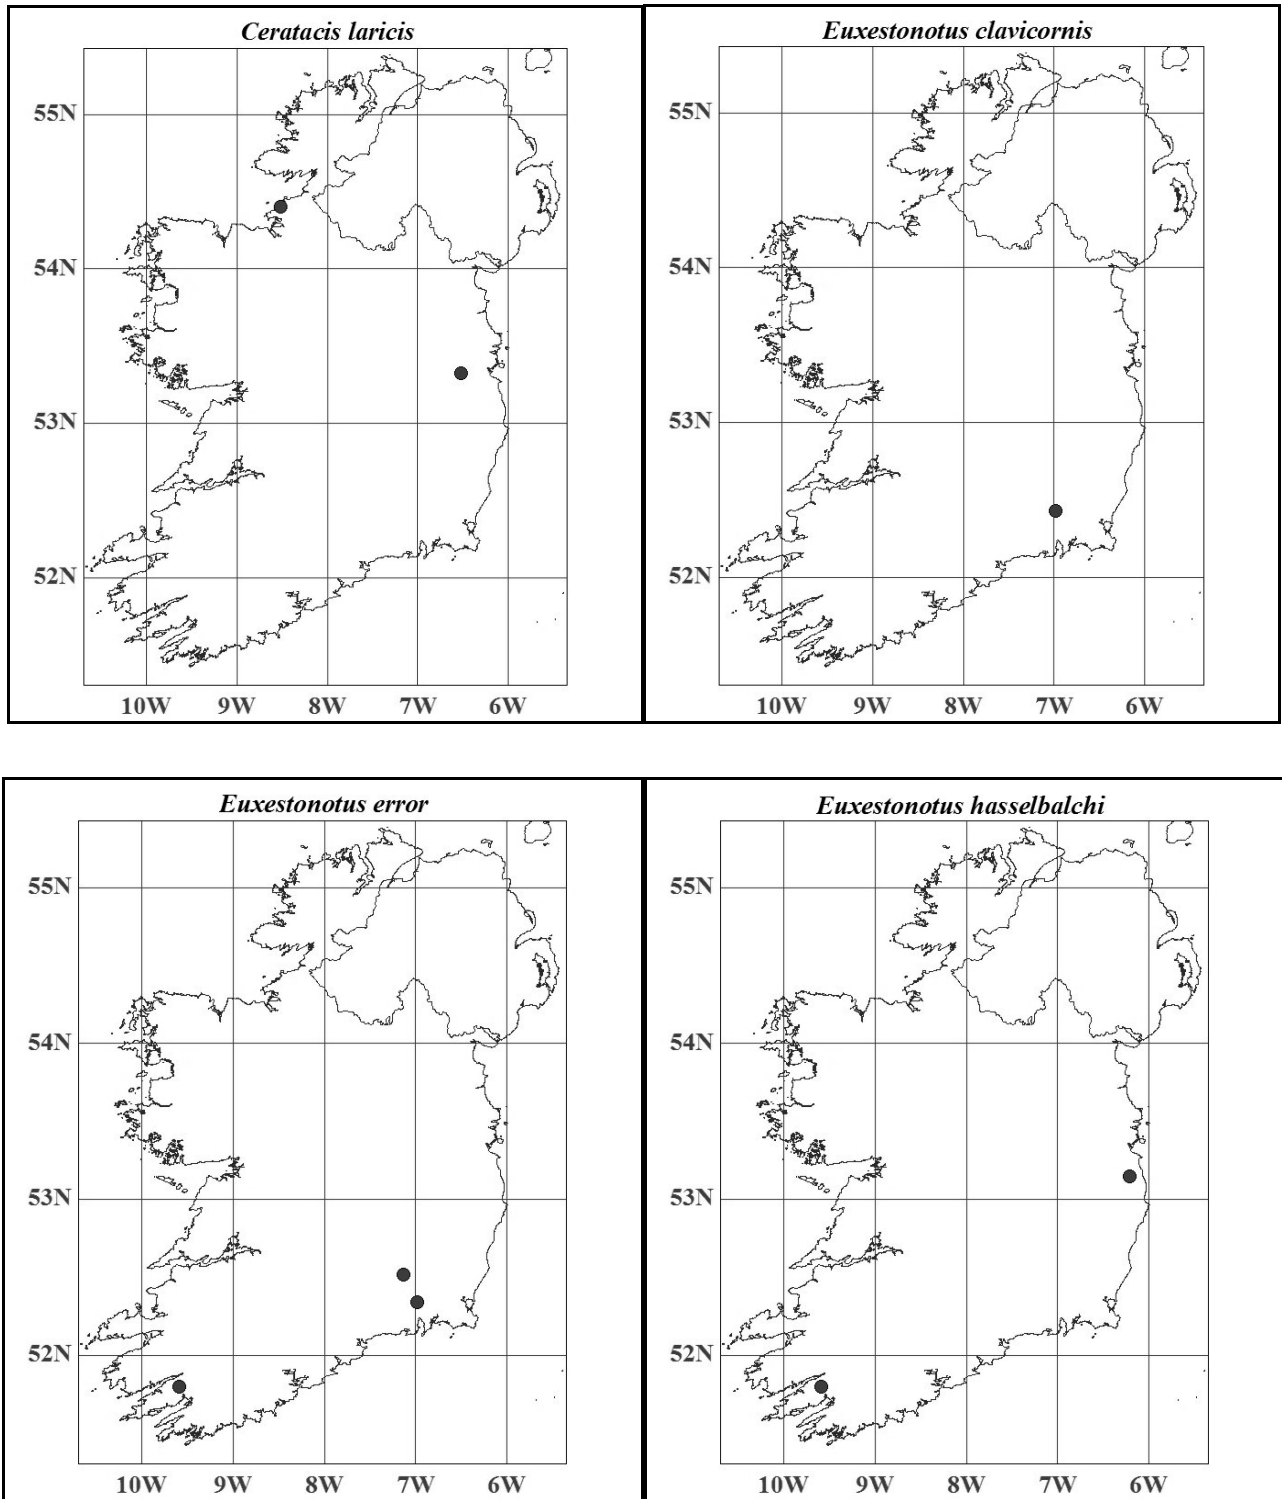 Ceratacis laricis
55N
54N
53N
52N
10W 9W 8W 7W 6W
Euxestonotus clavicornis
55N
54N
53N
52N
10W 9W 8W 7W 6W
Euxestonotus error
55N
54N
53N
52N
10W 9W 8W 7W 6W
Euxestonotus hasselbalchi
55N
54N
53N
52N
10W 9W 8W 7W 6W